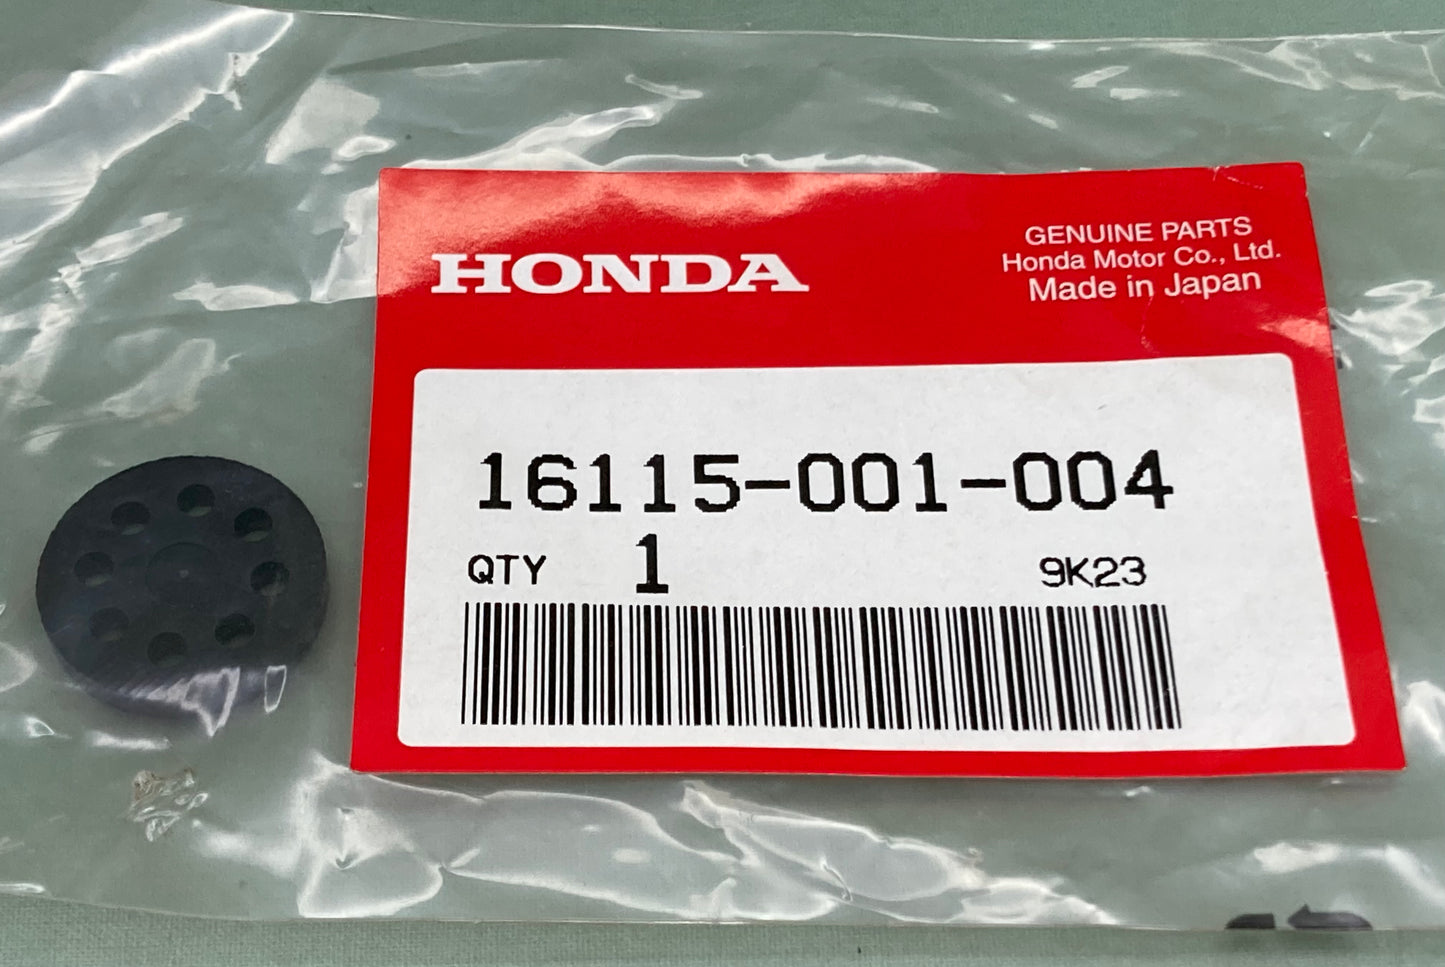 HONDA
GENUINE PARTS
Honda Motor Co., Ltd.
Made in Japan
16115-001-004
QTY 1 9K23